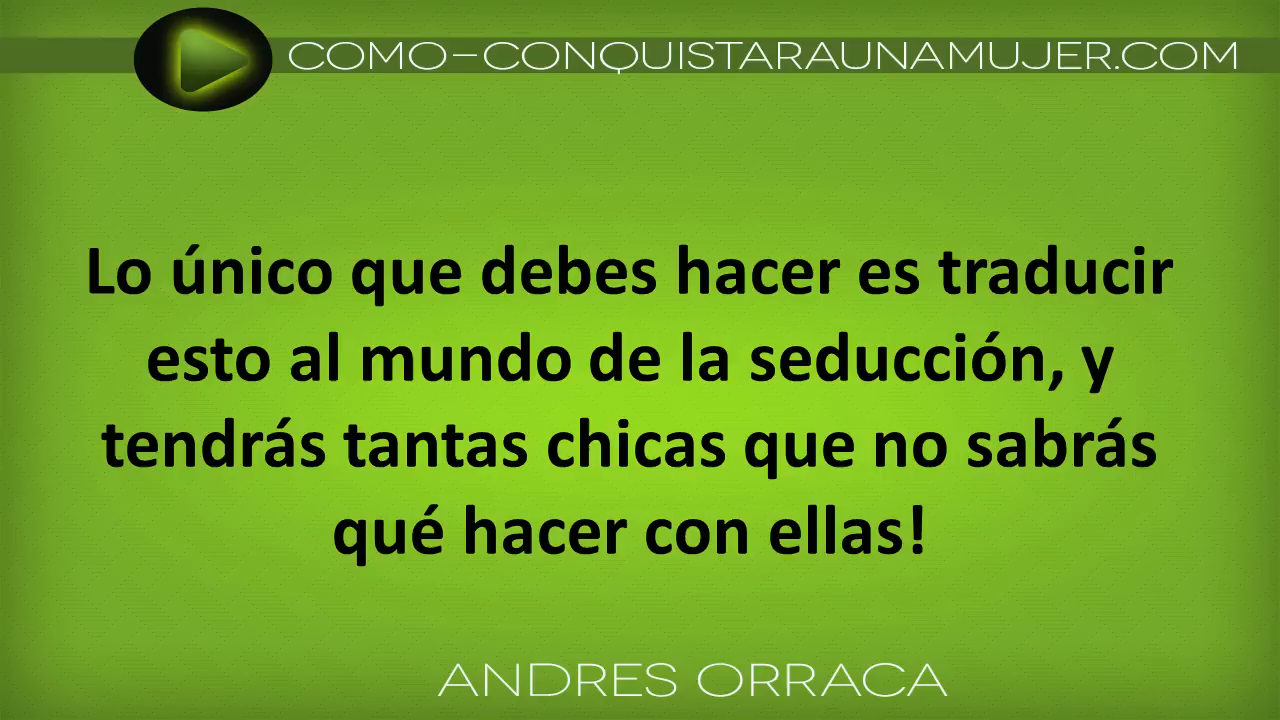 COMO-CONQUISTARAUNAMUJER.COM
Lo único que debes hacer es traducir
esto al mundo de la seducción, y
tendrás tantas chicas que no sabrás
qué hacer con ellas!
ANDRES ORRACA